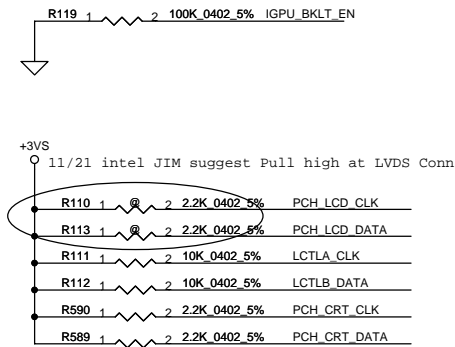 R119 1 2 100K_0402_5% IGPU_BKLT_EN
+3VS
11/21 intel JIM suggest Pull high at LVDS Conn
R110 1 @ 2 2.2K_0402_5% PCH_LCD_CLK
R113 1 @ 2 2.2K_0402_5% PCH_LCD_DATA
R111 1 2 10K_0402_5% LCTLA_CLK
R112 1 2 10K_0402_5% LCTLB_DATA
R590 1 2 2.2K_0402_5% PCH_CRT_CLK
R589 1 2 2.2K_0402_5% PCH_CRT_DATA